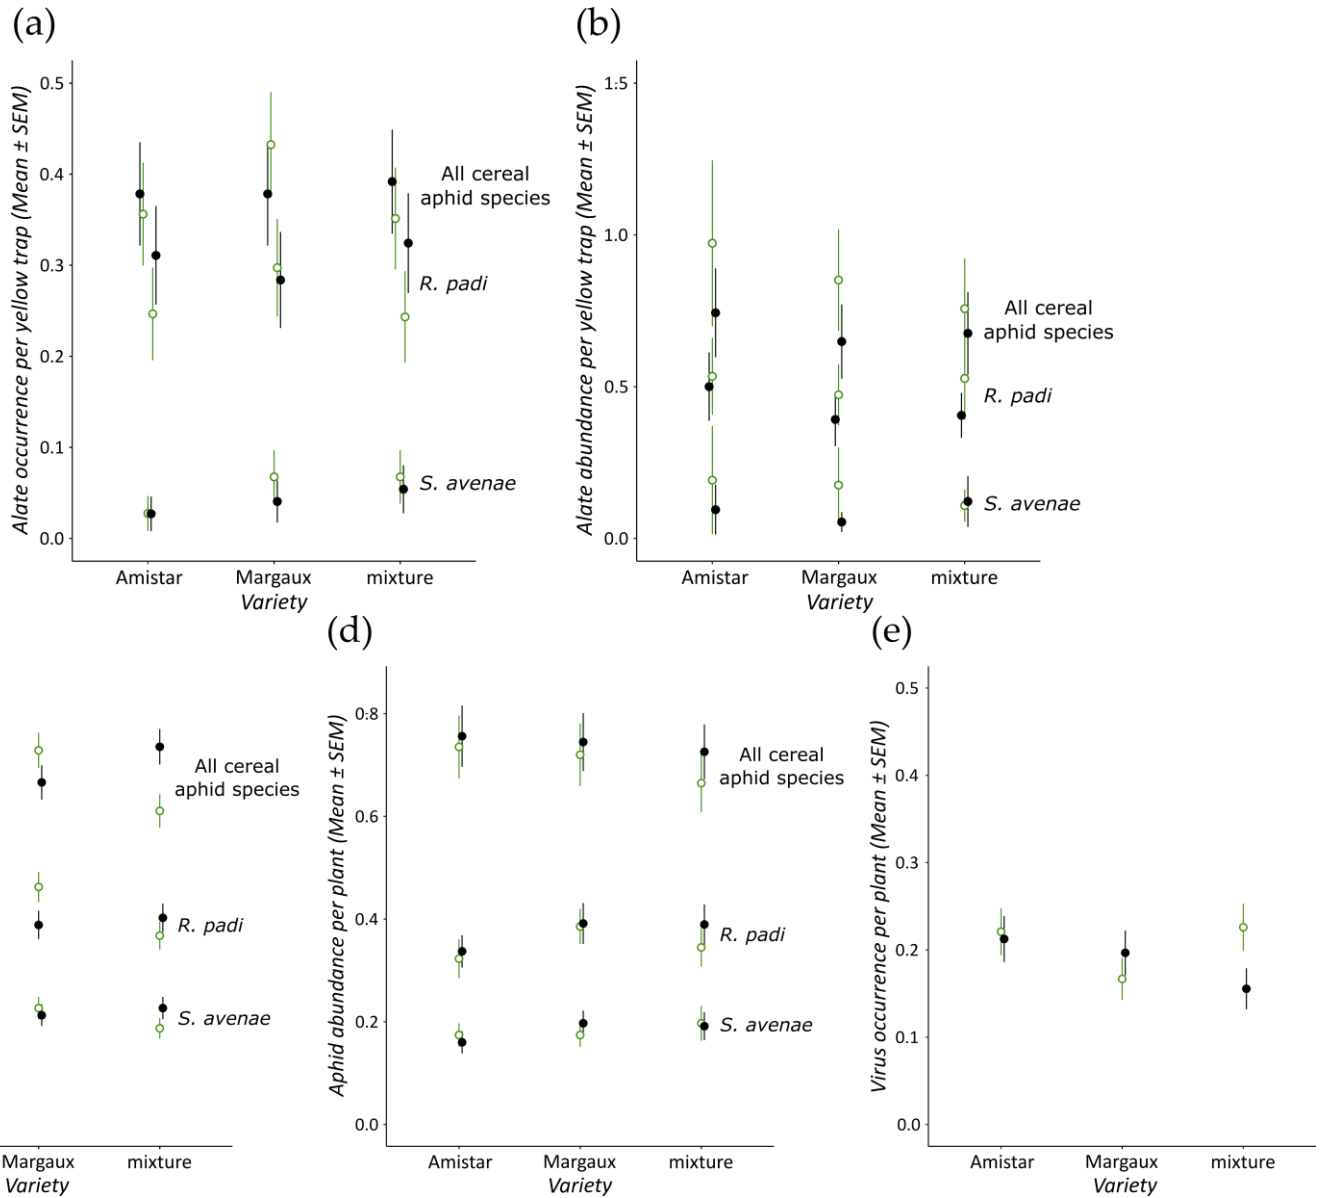 (a)
Alate occurrence per yellow trap (Mean ± SEM)
0.5
0.4
0.3
0.2
0.1
0.0
All cereal
aphid species
R. padi
S. avenae
Amistar
Margaux
mixture
Variety
(b)
Alate abundance per yellow trap (Mean ± SEM)
1.5
1.0
0.5
0.0
All cereal
aphid species
R. padi
S. avenae
Amistar
Margaux
mixture
Variety
All cereal
aphid species
R. padi
S. avenae
Margaux
mixture
Variety
(d)
Aphid abundance per plant (Mean ± SEM)
0.8
0.6
0.4
0.2
0.0
All cereal
aphid species
R. padi
S. avenae
Amistar
Margaux
mixture
Variety
(e)
Virus occurrence per plant (Mean ± SEM)
0.5
0.4
0.3
0.2
0.1
0.0
Amistar
Margaux
mixture
Variety